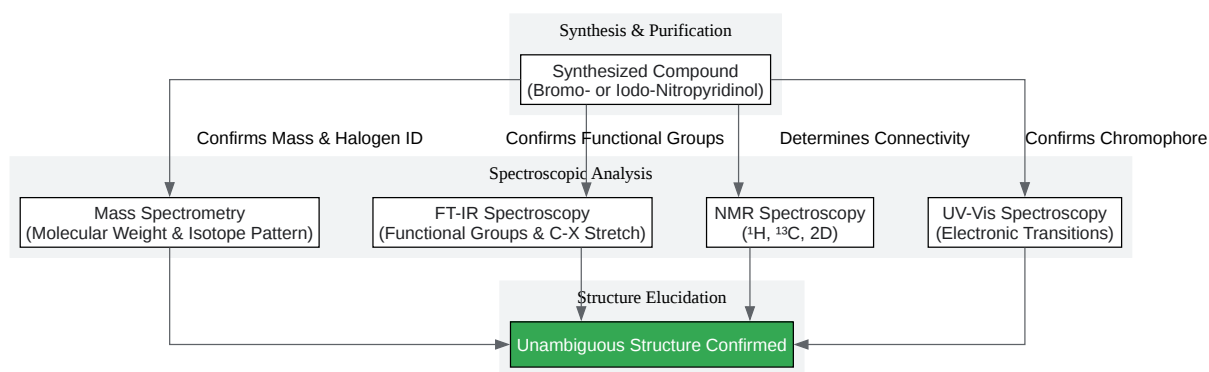 Synthesis & Purification
Synthesized Compound
(Bromo- or Iodo-Nitropyridinol)
Confirms Mass & Halogen ID
Confirms Functional Groups
Determines Connectivity
Confirms Chromophore
Spectroscopic Analysis
Mass Spectrometry
(Molecular Weight & Isotope Pattern)
FT-IR Spectroscopy
(Functional Groups & C-X Stretch)
NMR Spectroscopy
(¹H, ¹³C, 2D)
UV-Vis Spectroscopy
(Electronic Transitions)
Structure Elucidation
Unambiguous Structure Confirmed